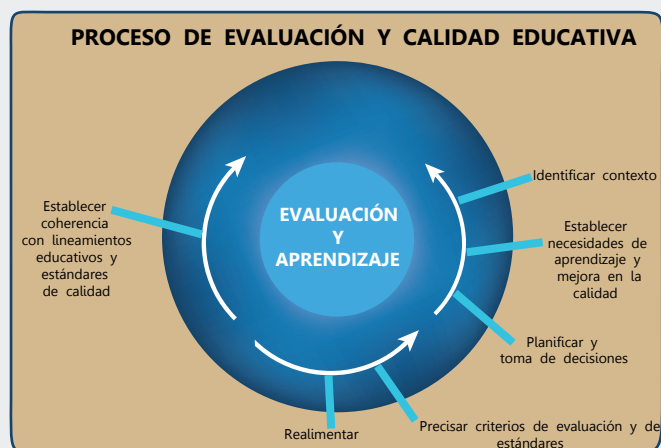 PROCESO DE EVALUACIÓN Y CALIDAD EDUCATIVA
EVALUACIÓN
Y
APRENDIZAJE
Identificar contexto
Establecer
necesidades de
aprendizaje y
mejora en la
calidad
Planificar y
toma de decisiones
Precisar criterios de evaluación y de
estándares
Realimentar
Establecer
coherencia
con lineamientos
educativos y
estándares
de calidad